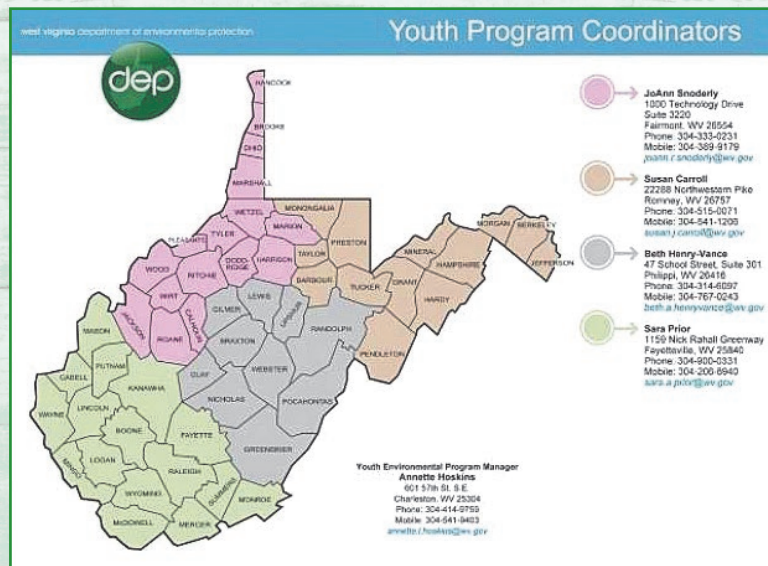 west virginia department of environmental protection
Youth Program Coordinators
dep
HANCOCK
BROOKE
OHIO
MARSHALL
WETZEL
MONONGALIA
MARION
MORGAN
BERKELEY
JEFFERSON
PLEASANTS
TYLER
PRESTON
TAYLOR
MINERAL
HAMPSHIRE
WOOD
RITCHIE
DODD-
RIDGE
HARRISON
BARBOUR
TUCKER
GRANT
HARDY
WIRT
JACKSON
ROANE
CALHOUN
GILMER
LEWIS
UPSHUR
RANDOLPH
PENDLETON
MASON
BRAXTON
PUTNAM
CABELL
KANAWHA
CLAY
WEBSTER
WAYNE
LINCOLN
NICHOLAS
POCAHONTAS
BOONE
FAYETTE
MINGO
LOGAN
GREENBRIER
RALEIGH
WYOMING
SUMMERS
MONROE
McDOWELL
MERCER
JoAnn Snoderly
1000 Technology Drive
Suite 3220
Fairmont, WV 26554
Phone: 304-333-0231
Mobile: 304-389-9179
joann.r.snoderly@wv.gov
Susan Carroll
22288 Northwestern Pike
Romney, WV 26757
Phone: 304-515-0071
Mobile: 304-541-1206
susan.j.carroll@wv.gov
Beth Henry-Vance
47 School Street, Suite 301
Philippi, WV 26416
Phone: 304-314-6097
Mobile: 304-767-0243
beth.a.henryvance@wv.gov
Sara Prior
1159 Nick Rahall Greenway
Fayetteville, WV 25840
Phone: 304-900-0331
Mobile: 304-206-8940
sara.a.prior@wv.gov
Youth Environmental Program Manager
Annette Hoskins
601 57th St. S.E.
Charleston, WV 25304
Phone: 304-414-9759
Mobile: 304-541-9403
annette.l.hoskins@wv.gov